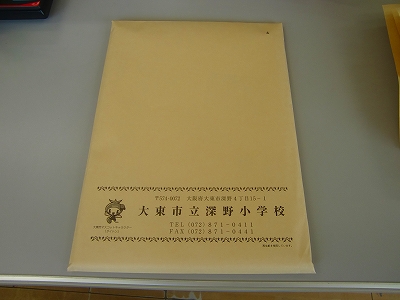 〒574-0072 大阪府大東市深野4丁目15-1
大東市立深野小学校
TEL (072) 871-0411
FAX (072) 871-0441